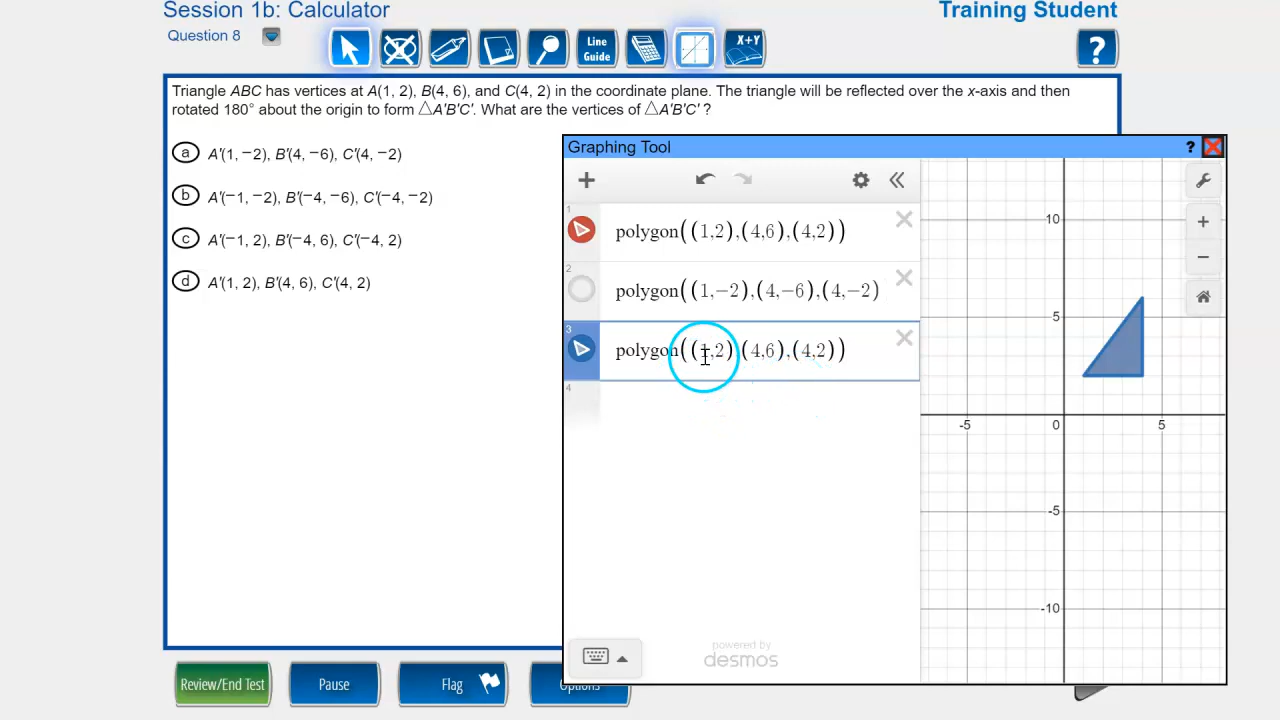 Session 1b: Calculator
Training Student
Question 8
Line
Guide
X+Y
?
Triangle ABC has vertices at A(1, 2), B(4, 6), and C(4, 2) in the coordinate plane. The triangle will be reflected over the x-axis and then
rotated 180° about the origin to form △A′B′C′. What are the vertices of △A′B′C′ ?
a A′(1, −2), B′(4, −6), C′(4, −2)
b A′(−1, −2), B′(−4, −6), C′(−4, −2)
c A′(−1, 2), B′(−4, 6), C′(−4, 2)
d A′(1, 2), B′(4, 6), C′(4, 2)
Graphing Tool
?
1
polygon((1,2),(4,6),(4,2))
2
polygon((1,−2),(4,−6),(4,−2)
3
polygon((1,2),(4,6),(4,2))
4
powered by
desmos
10
5
-5
0
5
-5
-10
Review/End Test
Pause
Flag
Options